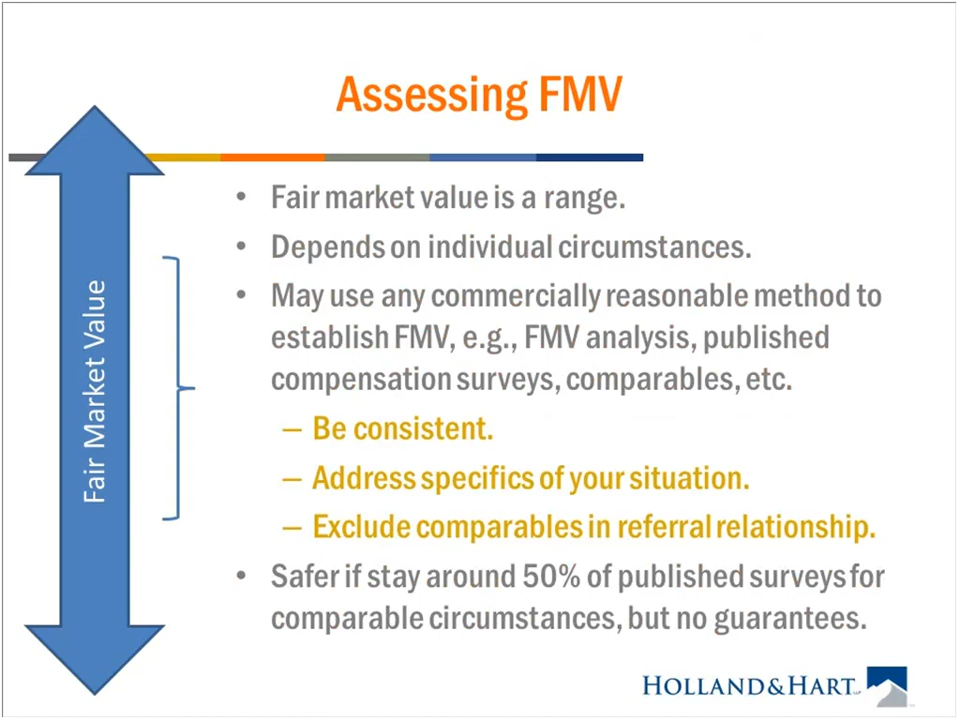 Assessing FMV
Fair Market Value
• Fair market value is a range.
• Depends on individual circumstances.
• May use any commercially reasonable method to
establish FMV, e.g., FMV analysis, published
compensation surveys, comparables, etc.
– Be consistent.
– Address specifics of your situation.
– Exclude comparables in referral relationship.
• Safer if stay around 50% of published surveys for
comparable circumstances, but no guarantees.
HOLLAND&HART